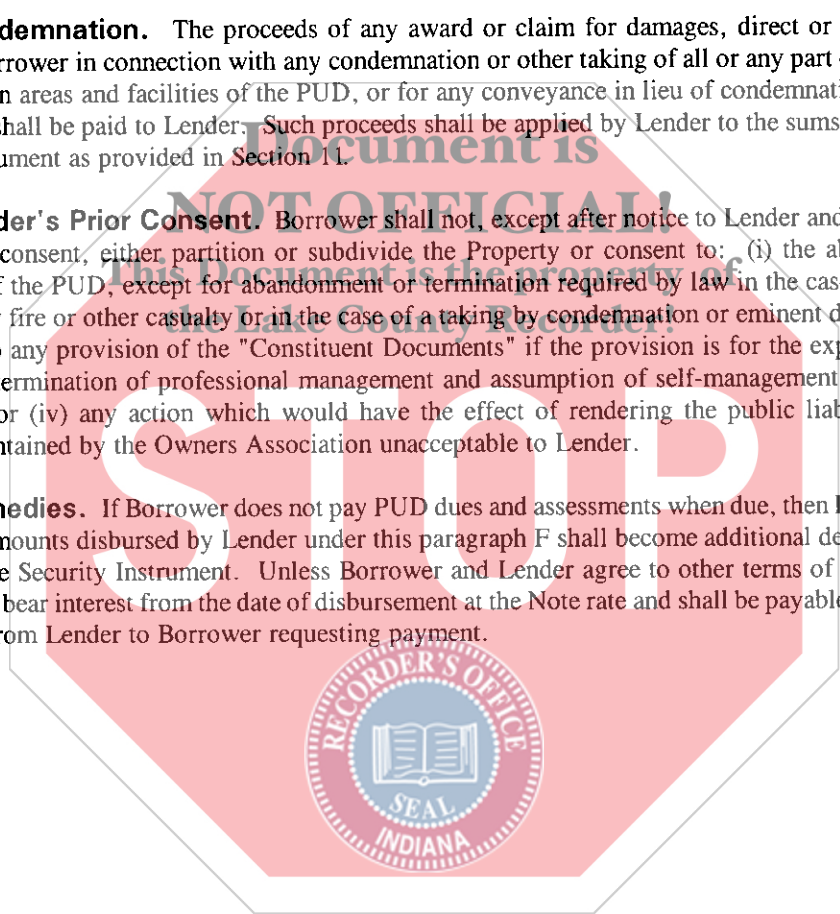 demnation. The proceeds of any award or claim for damages, direct or
rrower in connection with any condemnation or other taking of all or any part
n areas and facilities of the PUD, or for any conveyance in lieu of condemnati
hall be paid to Lender. Such proceeds shall be applied by Lender to the sums
ument as provided in Section 11.
Document is
NOT OFFICIAL!
This Document is the property of
the Lake County Recorder!
der's Prior Consent. Borrower shall not, except after notice to Lender and
consent, either partition or subdivide the Property or consent to: (i) the a
f the PUD, except for abandonment or termination required by law in the cas
fire or other casualty or in the case of a taking by condemnation or eminent d
any provision of the "Constituent Documents" if the provision is for the exp
ermination of professional management and assumption of self-management
or (iv) any action which would have the effect of rendering the public liab
ntained by the Owners Association unacceptable to Lender.
STOP
nedies. If Borrower does not pay PUD dues and assessments when due, then
mounts disbursed by Lender under this paragraph F shall become additional de
e Security Instrument. Unless Borrower and Lender agree to other terms of
bear interest from the date of disbursement at the Note rate and shall be payable
rom Lender to Borrower requesting payment.
RECORDER'S OFFICE
SEAL
INDIANA